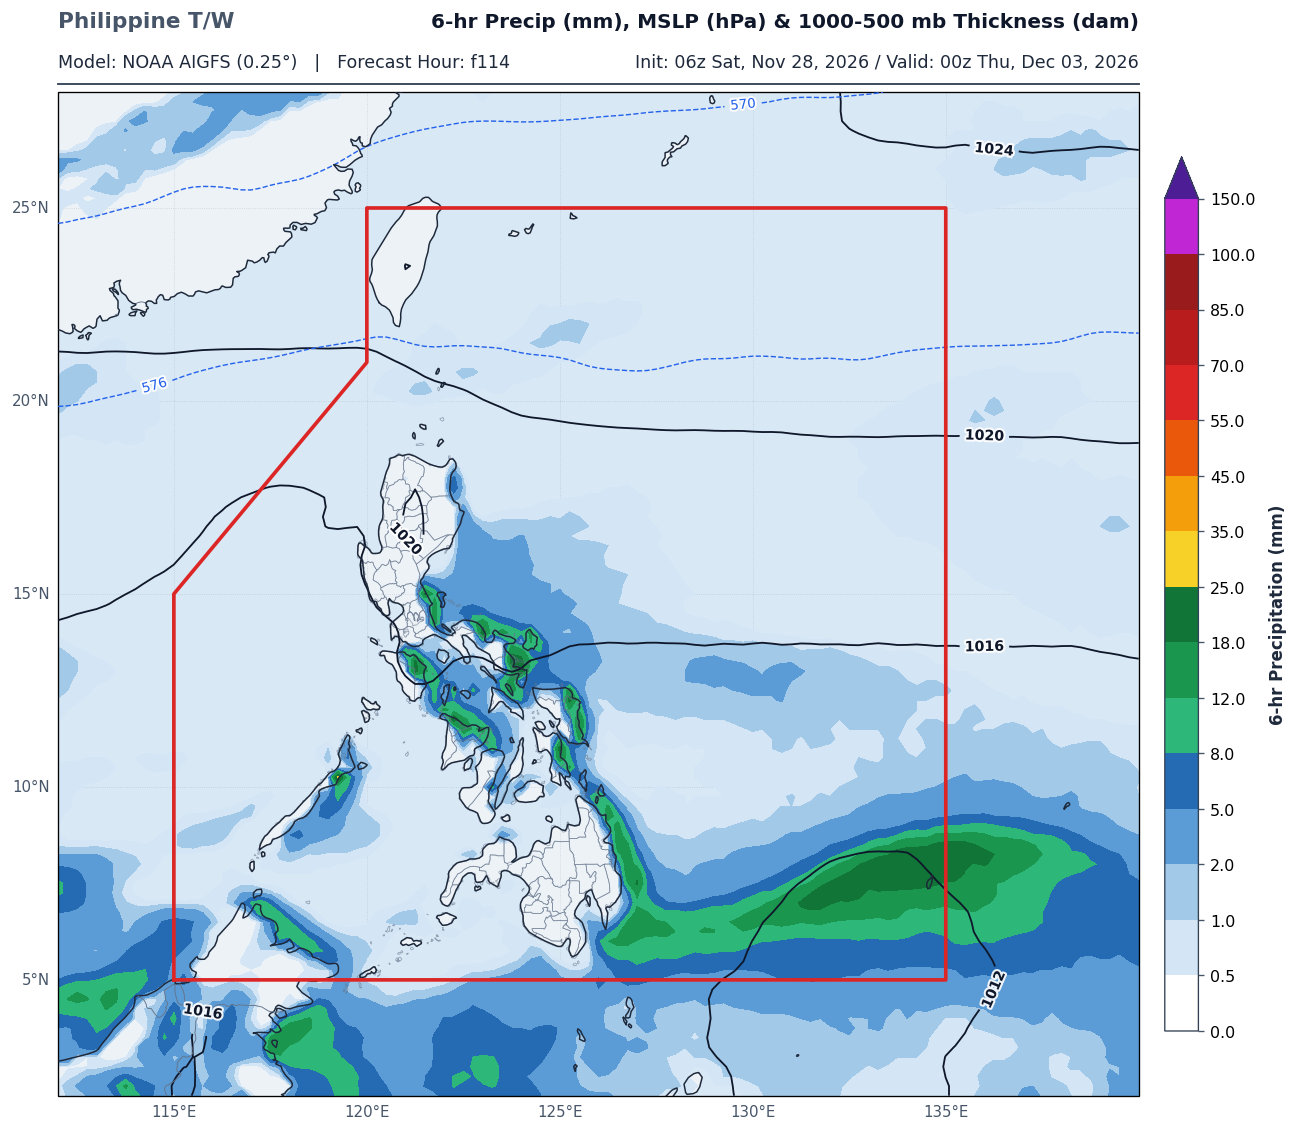 Philippine T/W
6-hr Precip (mm), MSLP (hPa) & 1000-500 mb Thickness (dam)
Model: NOAA AIGFS (0.25°) | Forecast Hour: f114
Init: 06z Sat, Nov 28, 2026 / Valid: 00z Thu, Dec 03, 2026
570
1024
25°N
576
20°N
1020
1020
15°N
1016
10°N
5°N
1016
1012
115°E
120°E
125°E
130°E
135°E
150.0
100.0
85.0
70.0
55.0
45.0
35.0
25.0
18.0
12.0
8.0
5.0
2.0
1.0
0.5
0.0
6-hr Precipitation (mm)